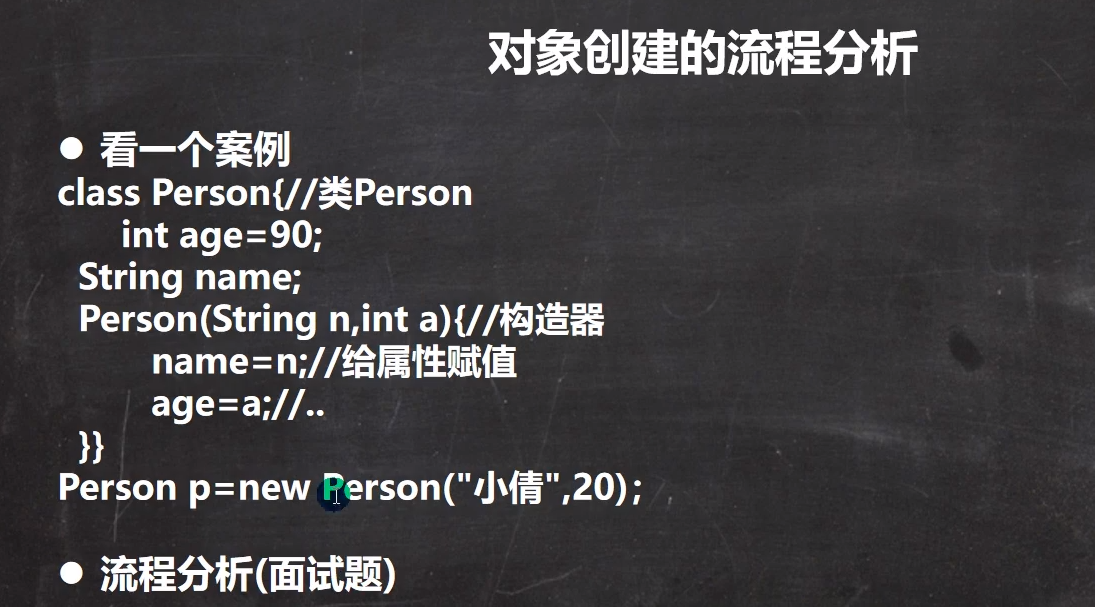 对象创建的流程分析
● 看一个案例
class Person{//类Person
int age=90;
String name;
Person(String n,int a){//构造器
name=n;//给属性赋值
age=a;//..
}}
Person p=new Person("小倩",20);
● 流程分析(面试题)